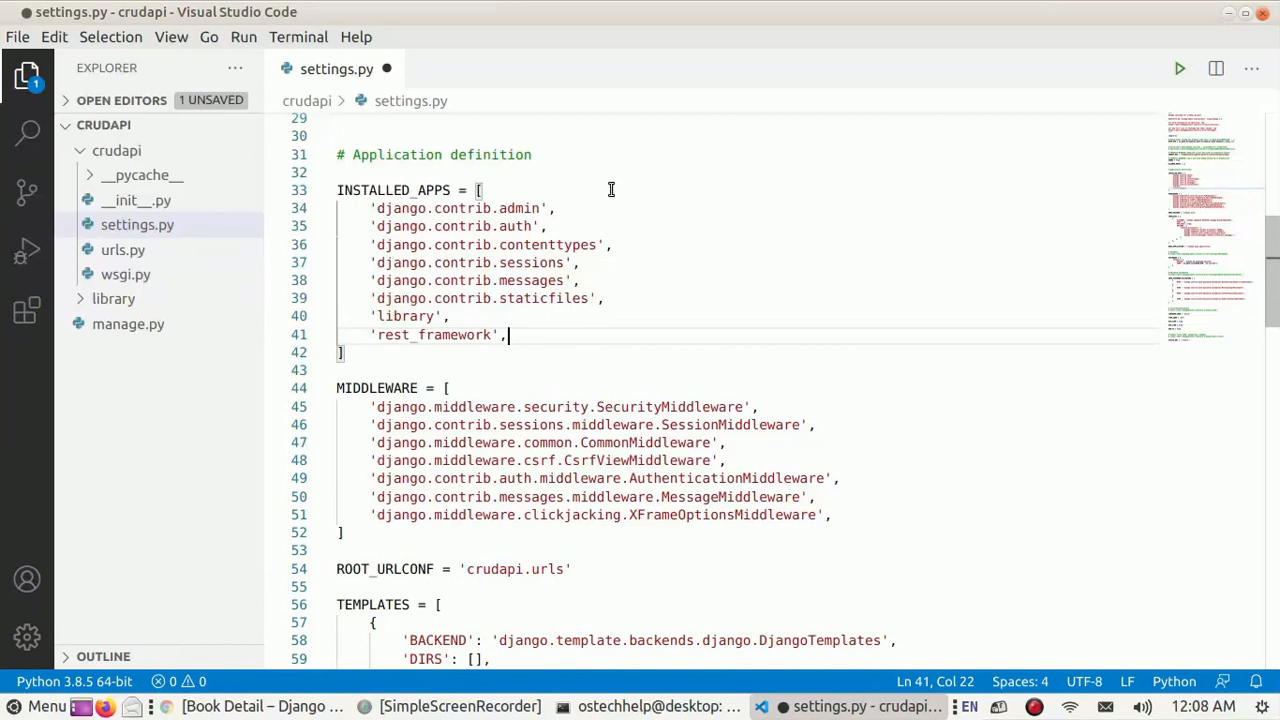 settings.py - crudapi - Visual Studio Code
File Edit Selection View Go Run Terminal Help
EXPLORER
settings.py
1
OPEN EDITORS 1 UNSAVED
crudapi > settings.py
CRUDAPI
crudapi
__pycache__
__init__.py
settings.py
urls.py
wsgi.py
library
manage.py
OUTLINE
29
30
31 # Application definition
32
33 INSTALLED_APPS = [
34 'django.contrib.admin',
35 'django.contrib.auth',
36 'django.contrib.contenttypes',
37 'django.contrib.sessions',
38 'django.contrib.messages',
39 'django.contrib.staticfiles',
40 'library',
41 'rest_framework',
42 ]
43
44 MIDDLEWARE = [
45 'django.middleware.security.SecurityMiddleware',
46 'django.contrib.sessions.middleware.SessionMiddleware',
47 'django.middleware.common.CommonMiddleware',
48 'django.middleware.csrf.CsrfViewMiddleware',
49 'django.contrib.auth.middleware.AuthenticationMiddleware',
50 'django.contrib.messages.middleware.MessageMiddleware',
51 'django.middleware.clickjacking.XFrameOptionsMiddleware',
52 ]
53
54 ROOT_URLCONF = 'crudapi.urls'
55
56 TEMPLATES = [
57 {
58 'BACKEND': 'django.template.backends.django.DjangoTemplates',
59 'DIRS': [],
Python 3.8.5 64-bit 0 0 Ln 41, Col 22 Spaces: 4 UTF-8 LF Python
Menu [Book Detail – Django ... [SimpleScreenRecorder] ostechhelp@desktop: ... settings.py - crudapi... EN 12:08 AM